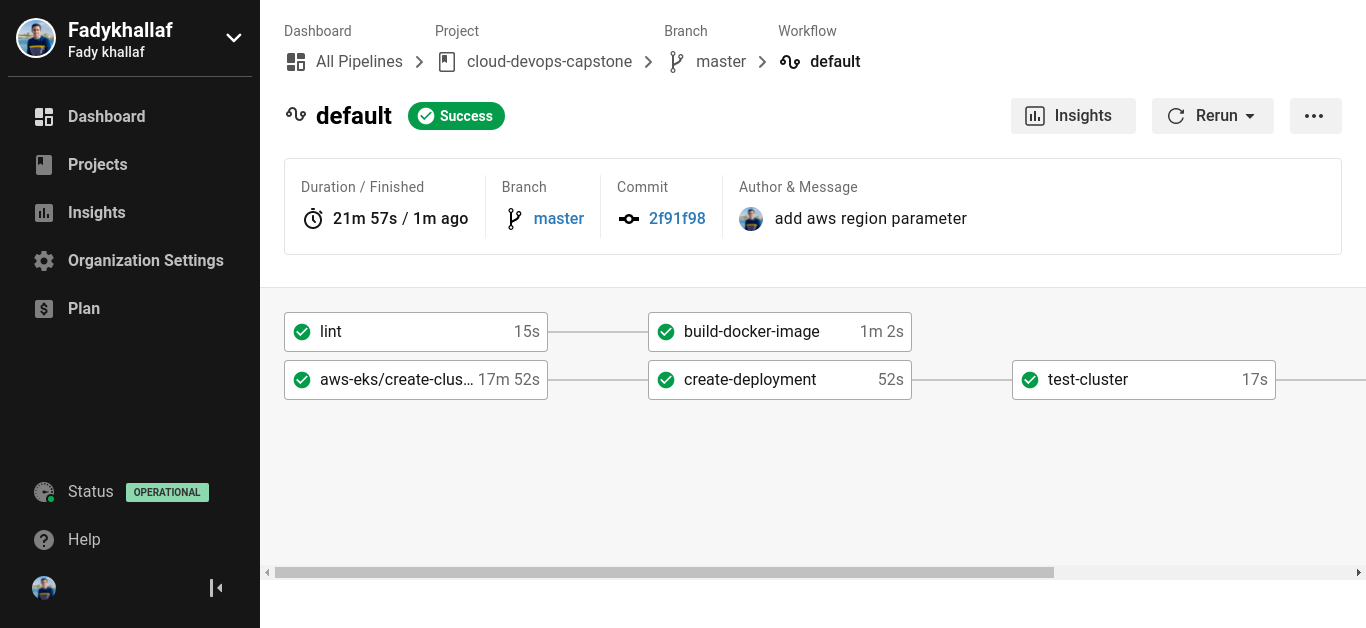 Fadykhallaf
Fady khallaf
Dashboard
Projects
Insights
Organization Settings
Plan
Status OPERATIONAL
Help
Dashboard Project Branch Workflow
All Pipelines cloud-devops-capstone master default
default Success Insights Rerun
Duration / Finished Branch Commit Author & Message
21m 57s / 1m ago master 2f91f98 add aws region parameter
lint 15s build-docker-image 1m 2s
aws-eks/create-clus... 17m 52s create-deployment 52s test-cluster 17s